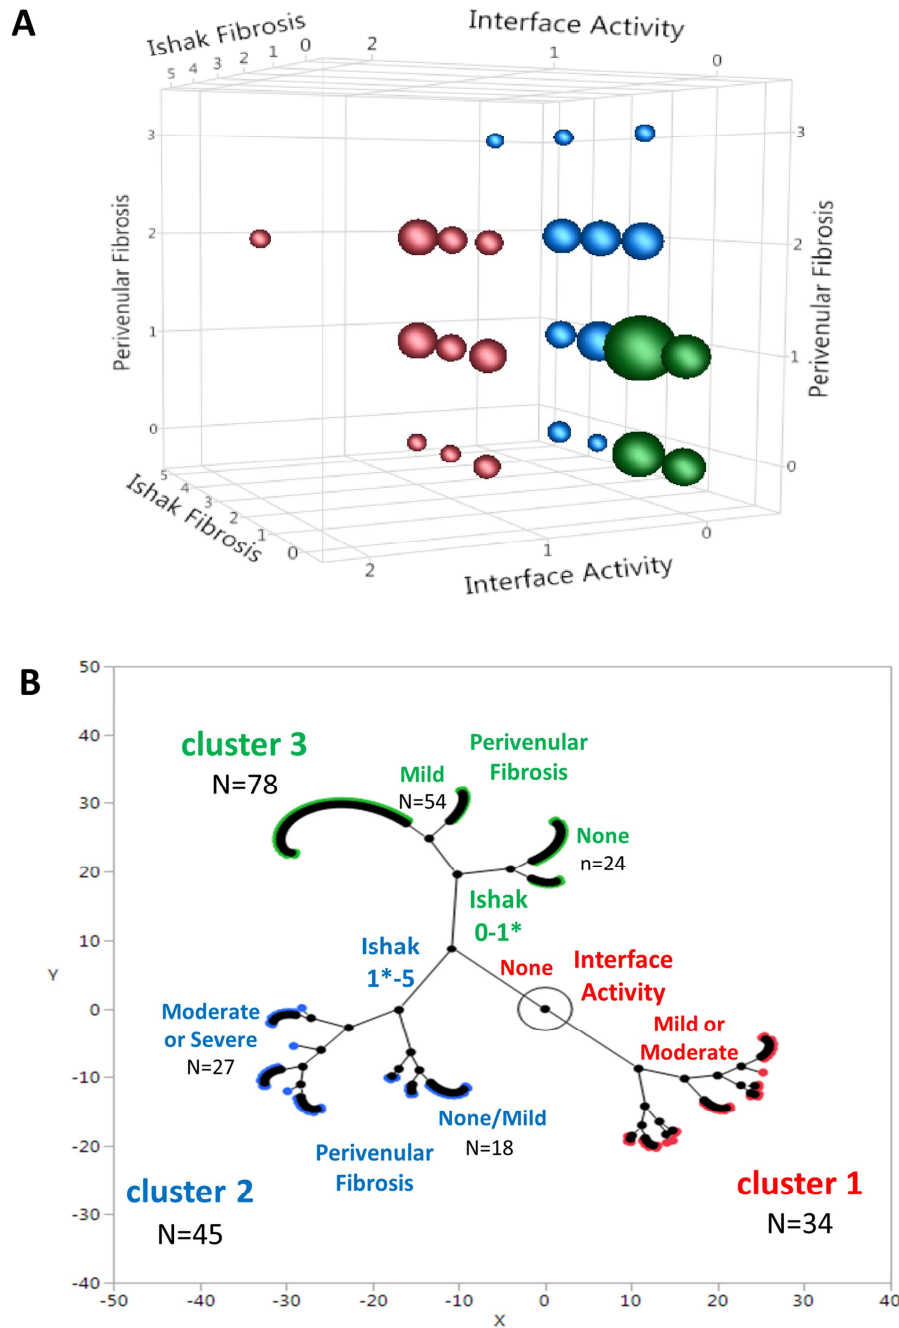 A
Ishak Fibrosis
Interface Activity
5 4 3 2 1 0
2 1 0
3
2
1
0
Perivenular Fibrosis
3
2
1
0
Perivenular Fibrosis
5 4 3 2 1 0
Ishak Fibrosis
2 1 0
Interface Activity
B
50
40
30
20
10
0
-10
-20
-30
-40
Y
cluster 3
N=78
Mild
N=54
Perivenular
Fibrosis
None
n=24
Ishak
0-1*
Ishak
1*-5
None
Interface
Activity
Mild or
Moderate
Moderate
or Severe
N=27
None/Mild
N=18
Perivenular
Fibrosis
cluster 2
N=45
cluster 1
N=34
-50 -40 -30 -20 -10 0 10 20 30 40
X